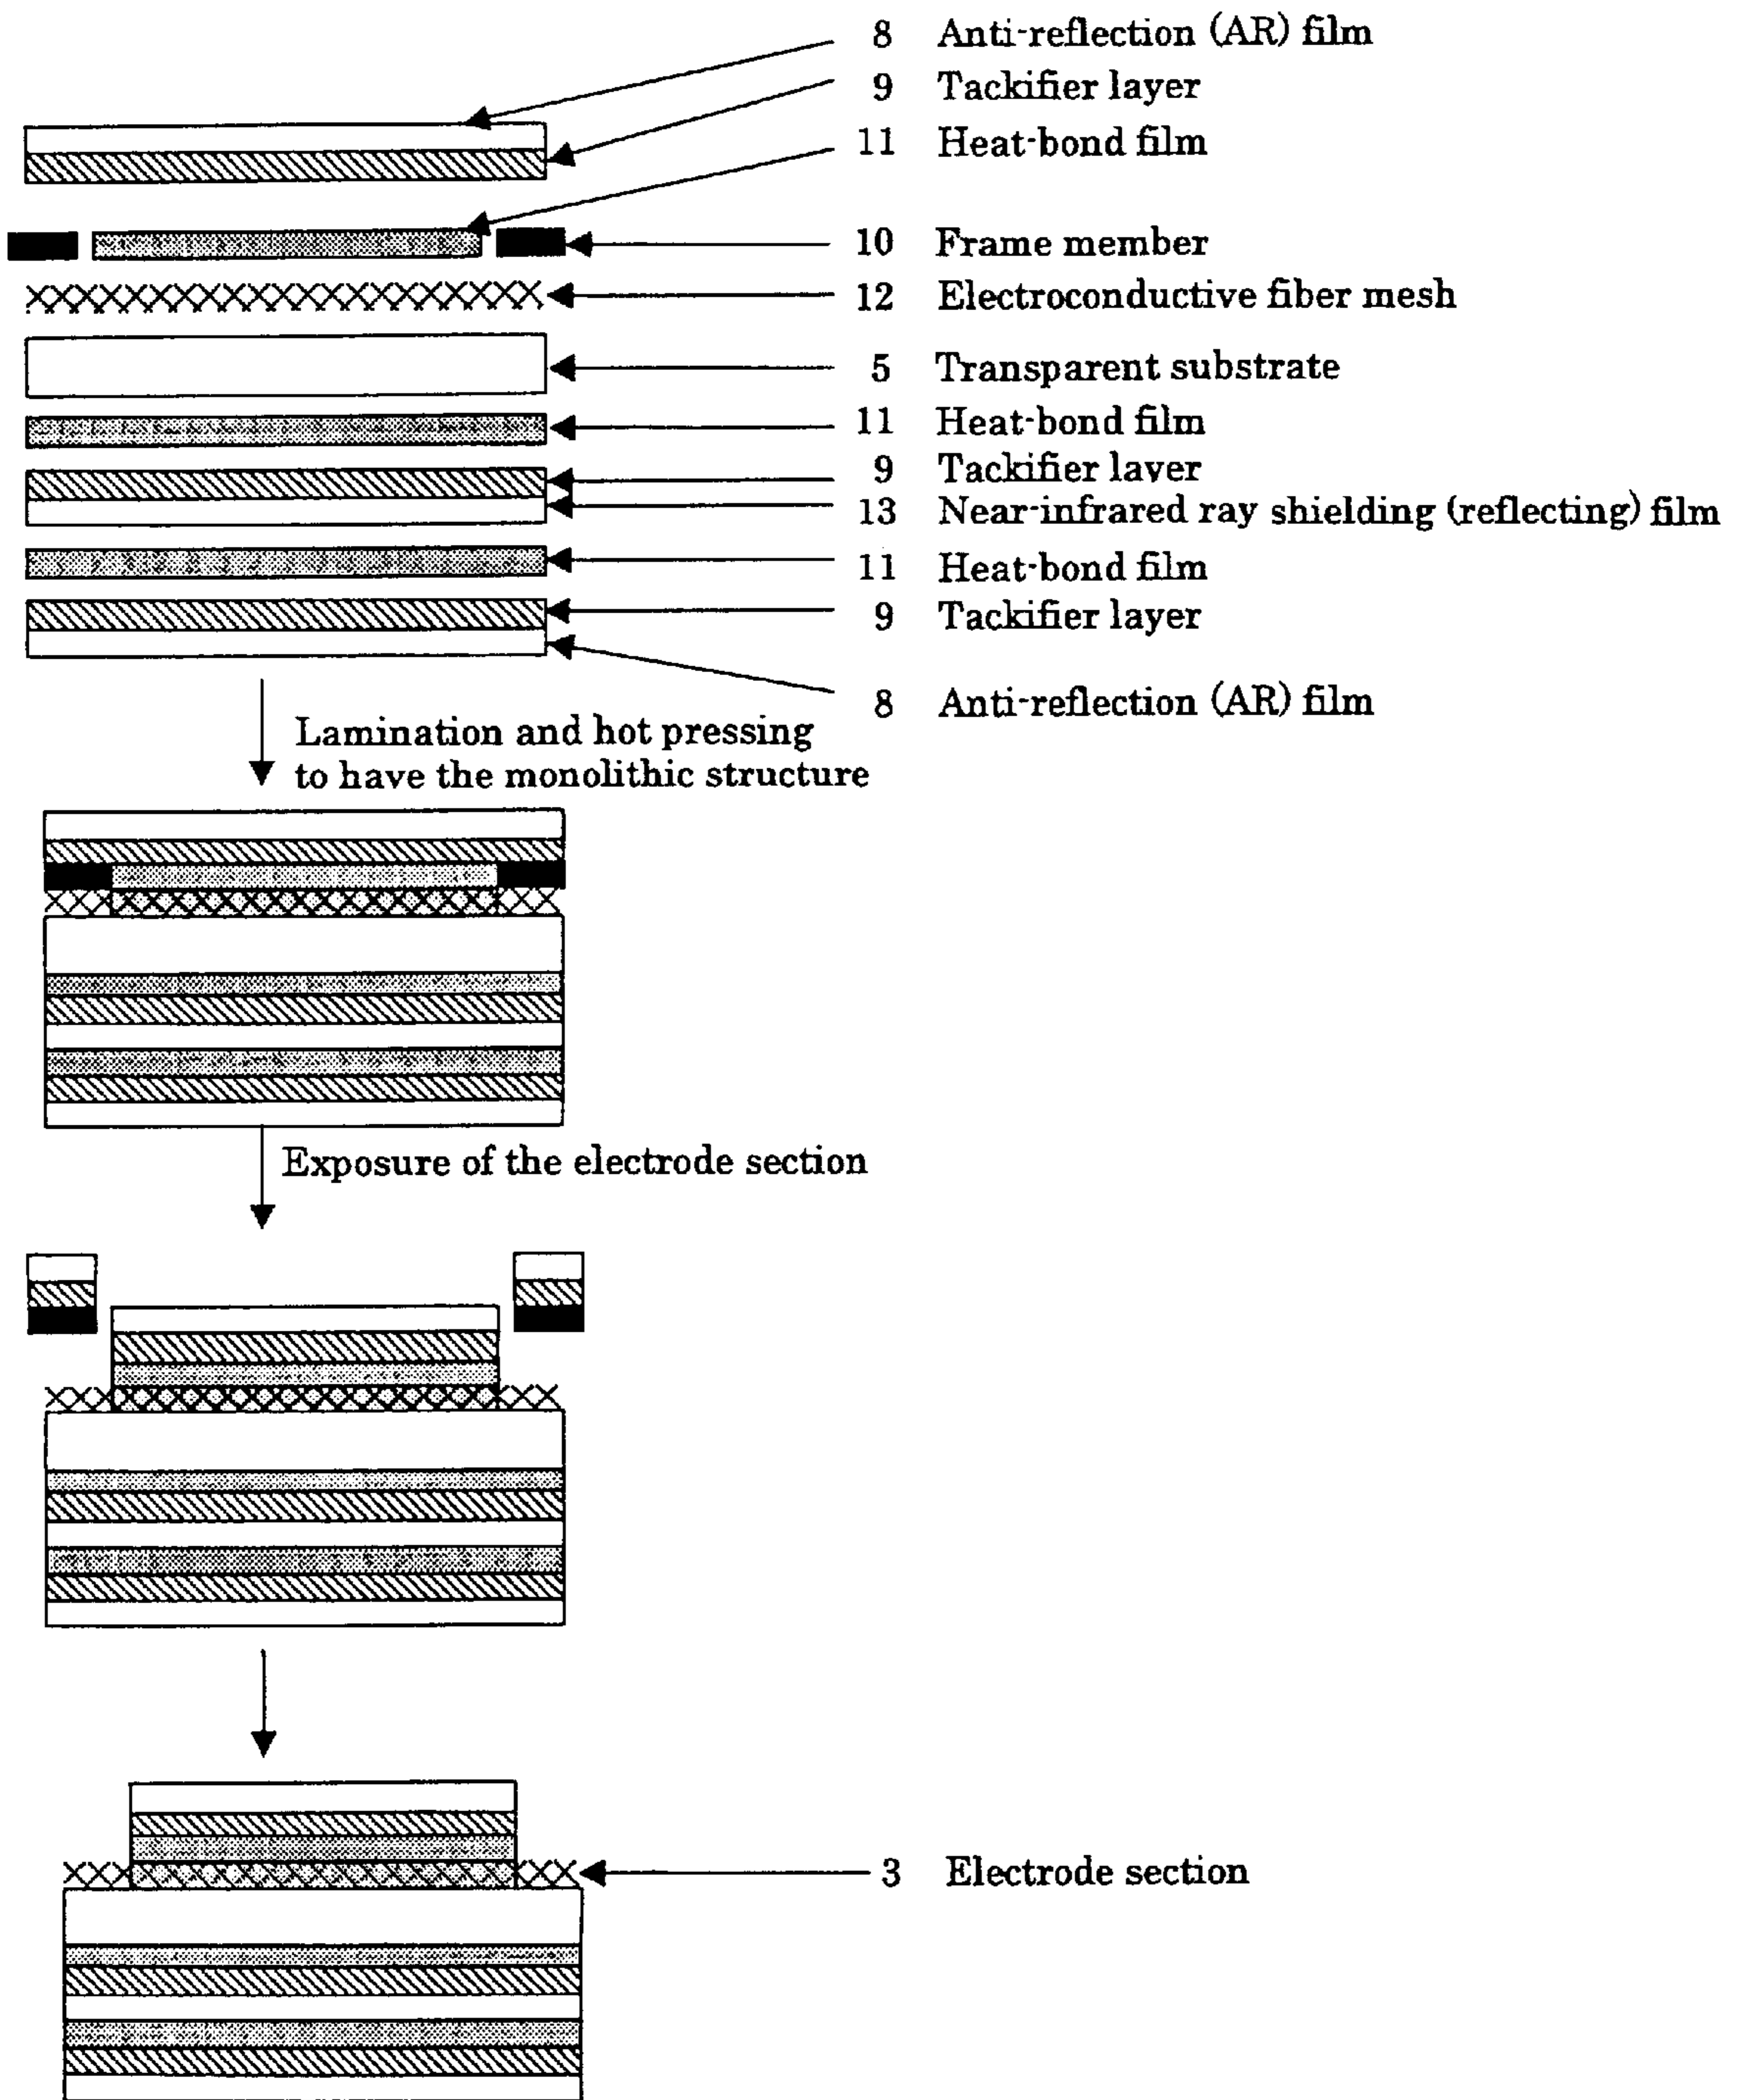 8 Anti-reflection (AR) film
9 Tackifier layer
11 Heat-bond film
10 Frame member
12 Electroconductive fiber mesh
5 Transparent substrate
11 Heat-bond film
9 Tackifier layer
13 Near-infrared ray shielding (reflecting) film
11 Heat-bond film
9 Tackifier layer
8 Anti-reflection (AR) film
Lamination and hot pressing
to have the monolithic structure
Exposure of the electrode section
3 Electrode section